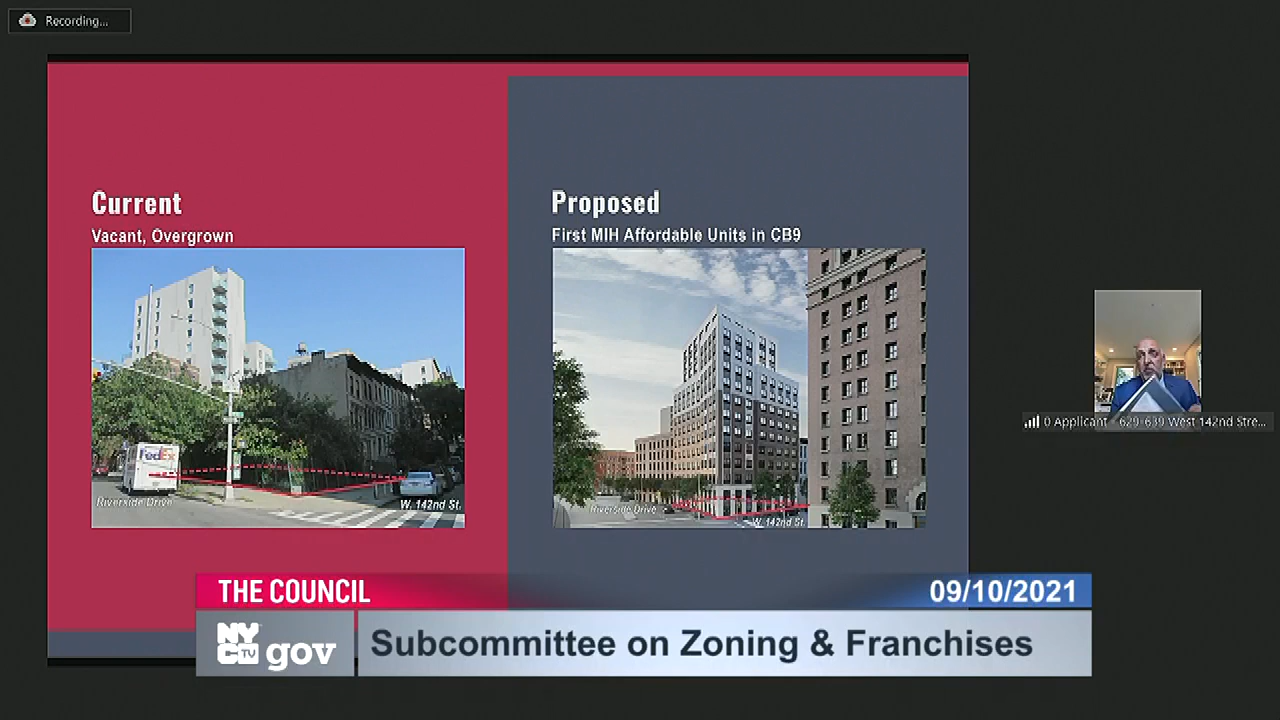 Recording...
Current
Vacant, Overgrown
FedEx
Riverside Drive
W. 142nd St.
Proposed
First MIH Affordable Units in CB9
Riverside Drive
W. 142nd St.
0 Applicant - 629-639 West 142nd Stre...
THE COUNCIL
09/10/2021
NYC TV gov
Subcommittee on Zoning & Franchises